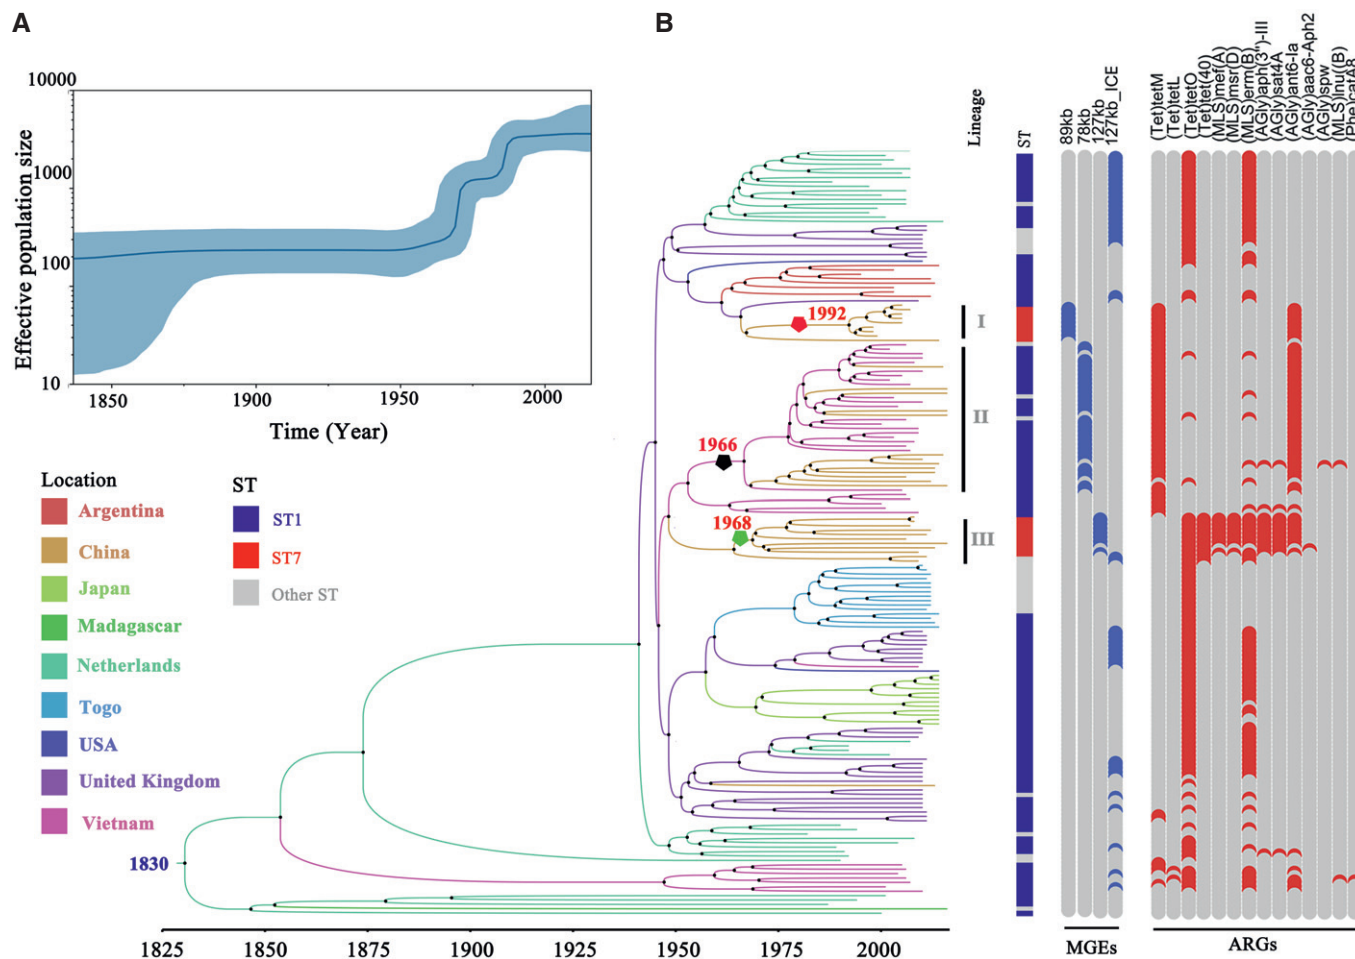 A
B
10000
1000
100
10
Effective population size
1850
1900
1950
2000
Time (Year)
Location
Argentina
China
Japan
Madagascar
Netherlands
Togo
USA
United Kingdom
Vietnam
ST
ST1
ST7
Other ST
1830
1992
1966
1968
1825
1850
1875
1900
1925
1950
1975
2000
Lineage
I
II
III
ST
89kb
78kb
127kb
127kb_ICE
MGEs
(Tet)tetM
(Tet)tetL
(Tet)tetO
(Tet)tet(40)
(MLS)mef(A)
(MLS)msr(D)
(MLS)erm(B)
(AGly)aph(3")-III
(AGly)sat4A
(AGly)ant6-Ia
(AGly)aac6-Aph2
(AGly)spw
(MLS)lnu((B)
(Phe)catA8
ARGs